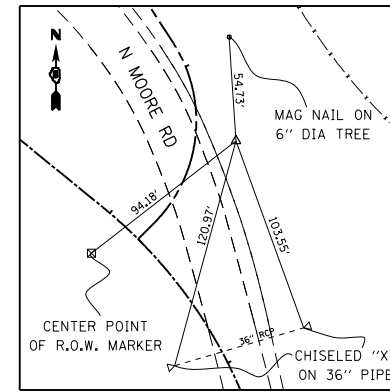 N
N MOORE RD
54.73'
MAG NAIL ON
6" DIA TREE
94.18'
120.97'
103.55'
36" RCP
CENTER POINT
OF R.O.W. MARKER
CHISELED "X
ON 36" PIPE